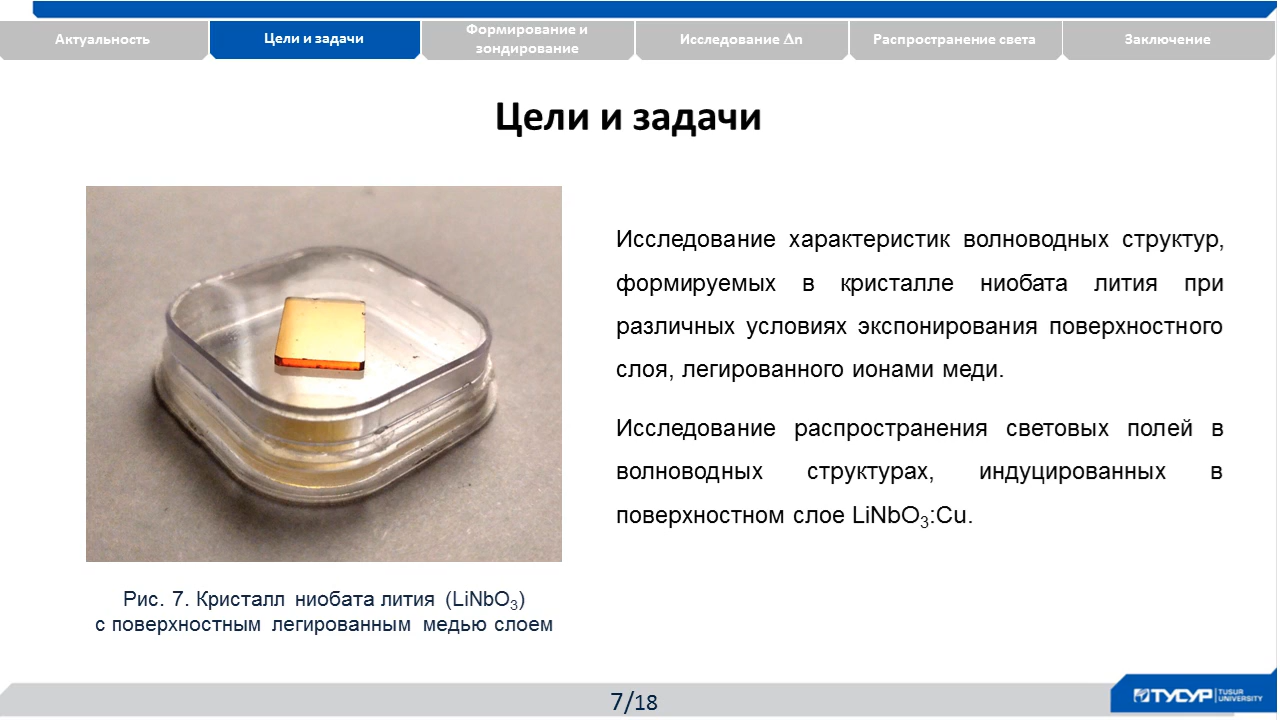 Актуальность
Цели и задачи
Формирование и
зондирование
Исследование Δn
Распространение света
Заключение
Цели и задачи
Исследование характеристик волноводных структур,
формируемых в кристалле ниобата лития при
различных условиях экспонирования поверхностного
слоя, легированного ионами меди.
Исследование распространения световых полей в
волноводных структурах, индуцированных в
поверхностном слое LiNbO₃:Cu.
Рис. 7. Кристалл ниобата лития (LiNbO₃)
с поверхностным легированным медью слоем
7/18
ТУСУР
TUSUR
UNIVERSITY